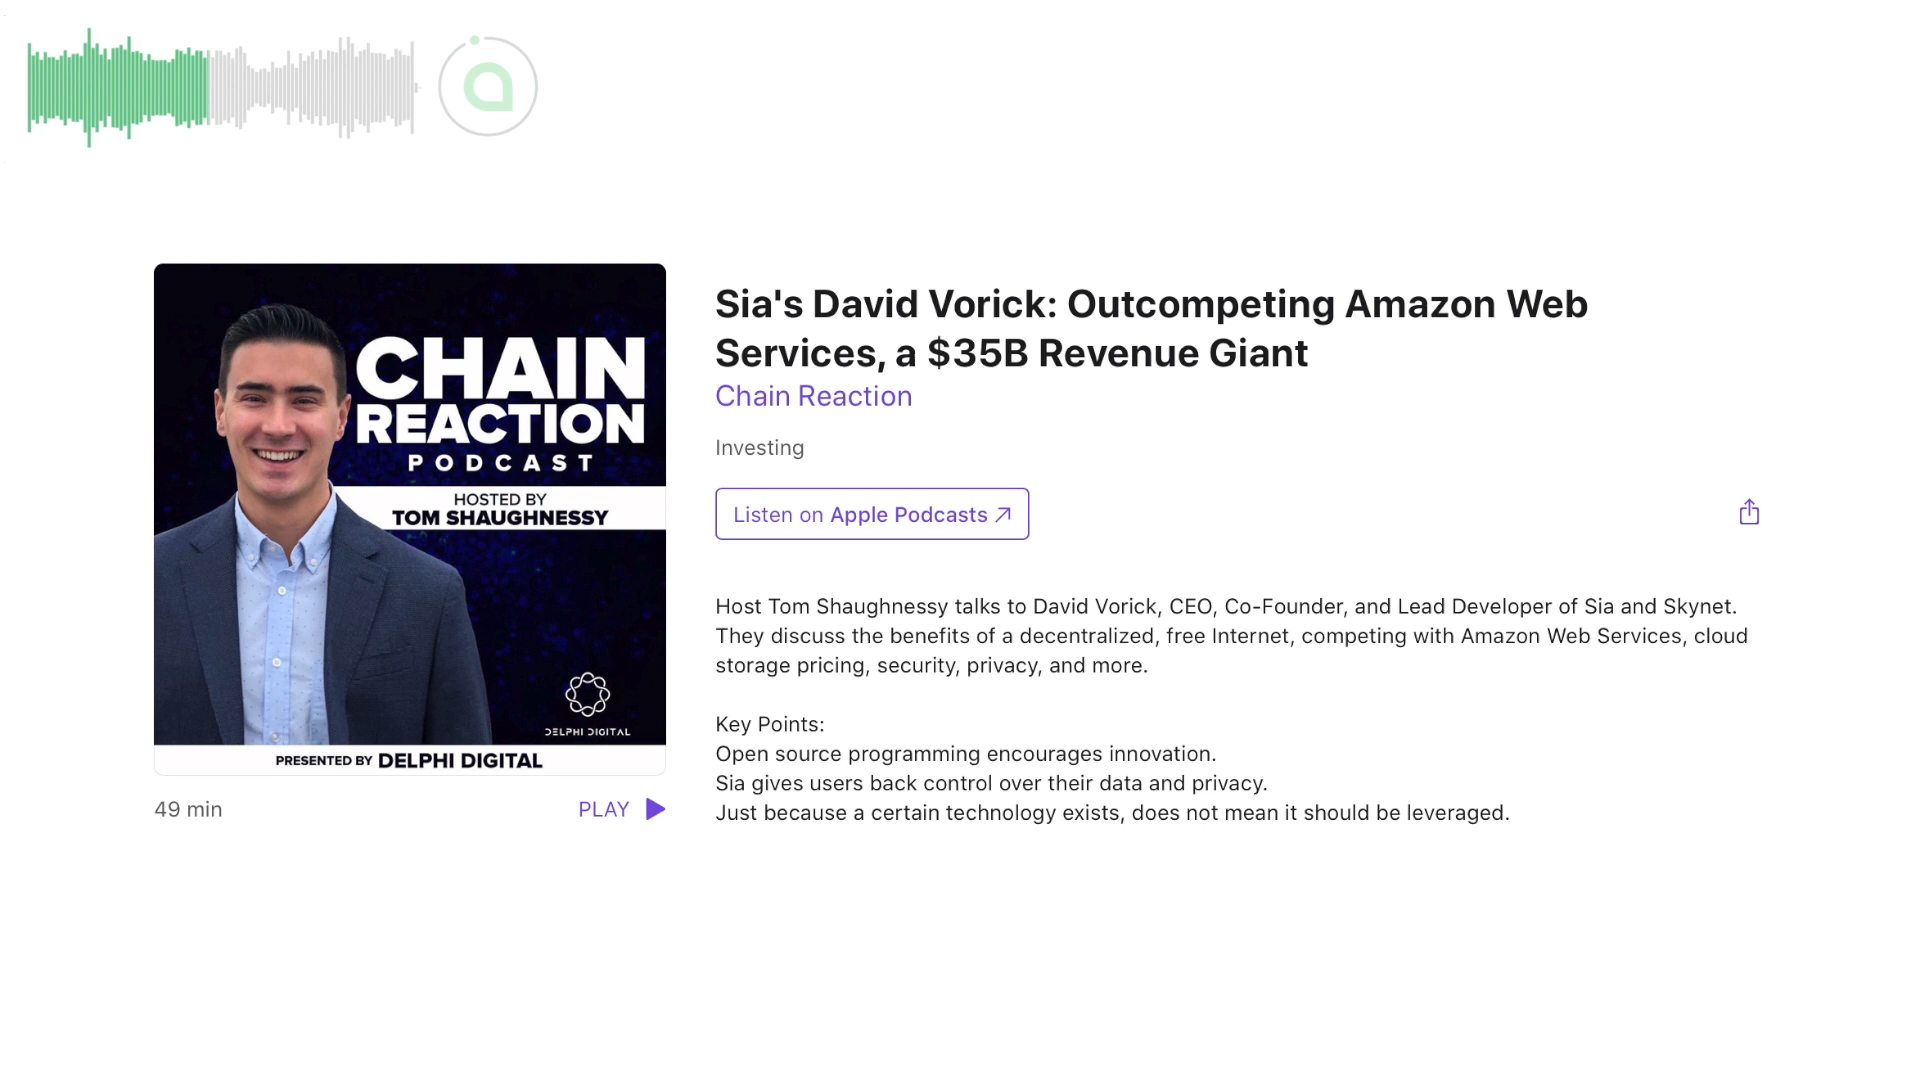 CHAIN
REACTION
PODCAST
HOSTED BY
TOM SHAUGHNESSY
DELPHI DIGITAL
PRESENTED BY DELPHI DIGITAL
49 min
PLAY
Sia's David Vorick: Outcompeting Amazon Web
Services, a $35B Revenue Giant
Chain Reaction
Investing
Listen on Apple Podcasts
Host Tom Shaughnessy talks to David Vorick, CEO, Co-Founder, and Lead Developer of Sia and Skynet.
They discuss the benefits of a decentralized, free Internet, competing with Amazon Web Services, cloud
storage pricing, security, privacy, and more.
Key Points:
Open source programming encourages innovation.
Sia gives users back control over their data and privacy.
Just because a certain technology exists, does not mean it should be leveraged.